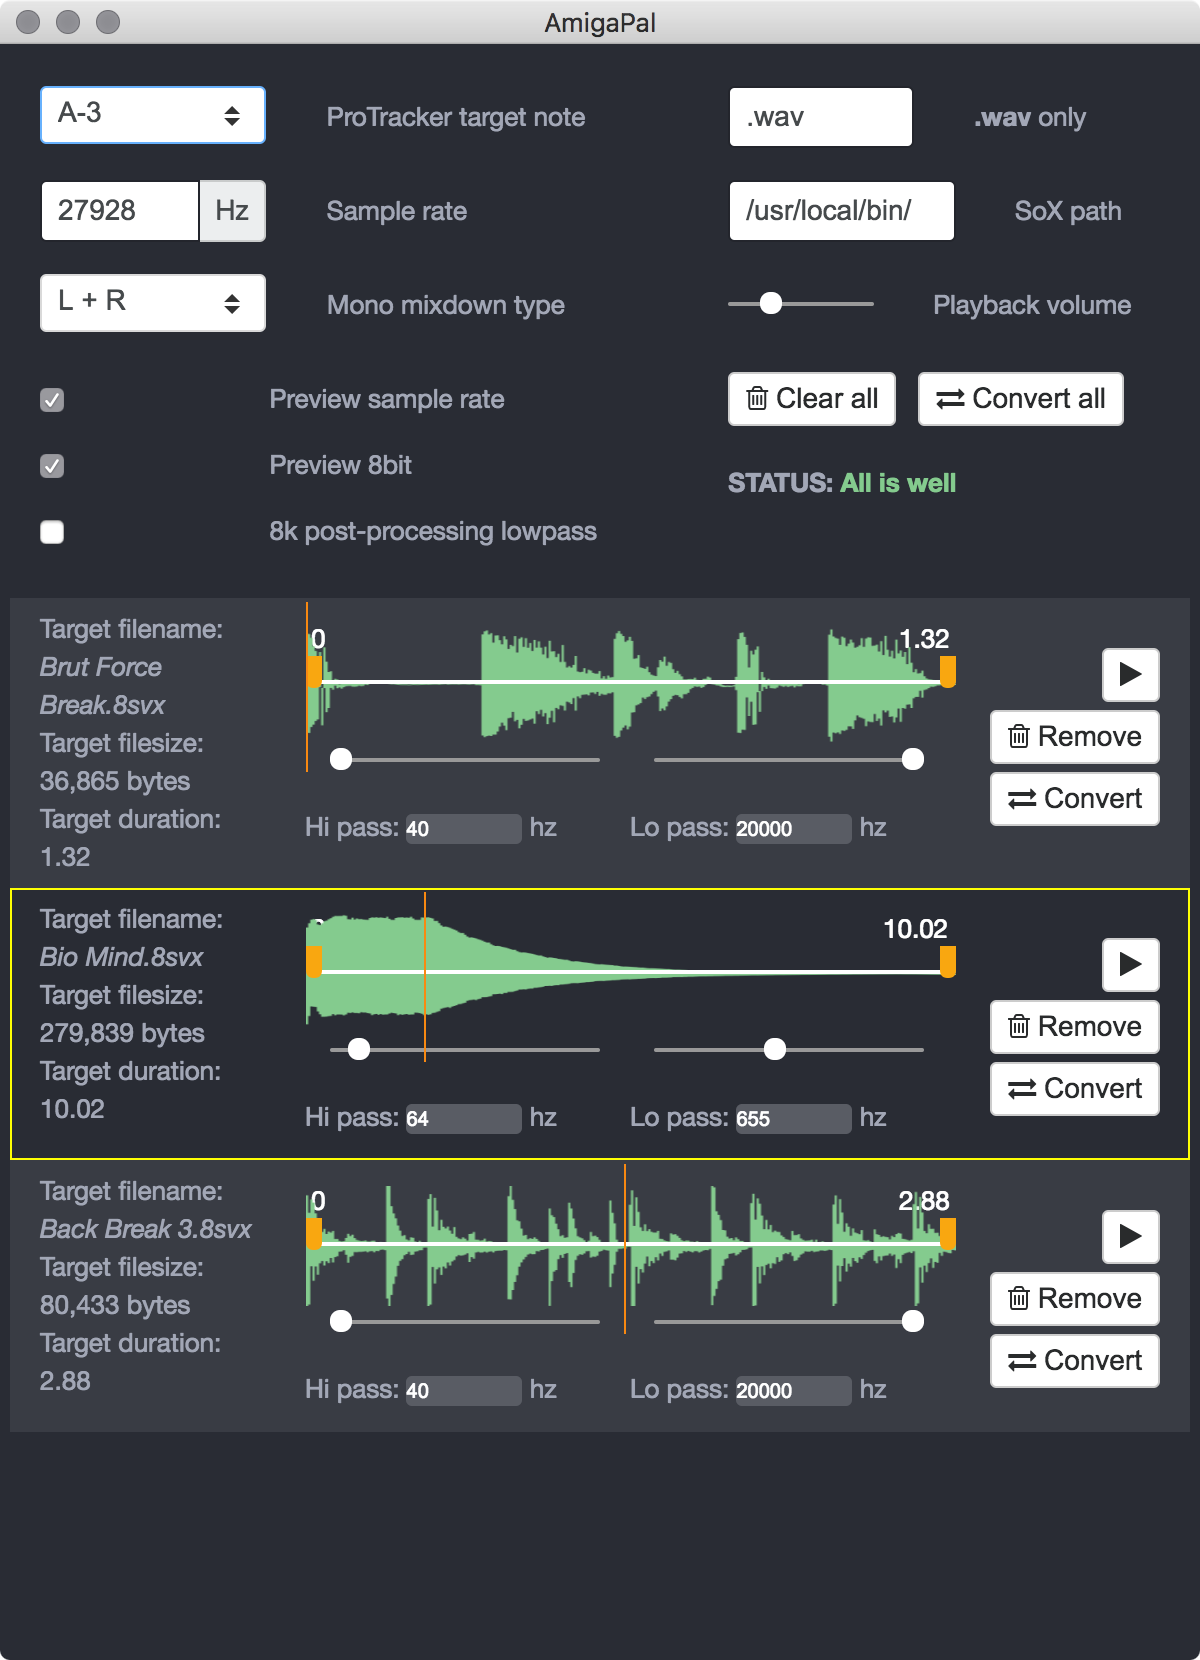 AmigaPal
A-3
ProTracker target note
.wav
.wav only
27928 Hz
Sample rate
/usr/local/bin/
SoX path
L + R
Mono mixdown type
Playback volume
Preview sample rate
Clear all
Convert all
Preview 8bit
STATUS: All is well
8k post-processing lowpass
Target filename:
Brut Force
Break.8svx
Target filesize:
36,865 bytes
Target duration:
1.32
0
1.32
Hi pass: 40 hz
Lo pass: 20000 hz
Remove
Convert
Target filename:
Bio Mind.8svx
Target filesize:
279,839 bytes
Target duration:
10.02
10.02
Hi pass: 64 hz
Lo pass: 655 hz
Remove
Convert
Target filename:
Back Break 3.8svx
Target filesize:
80,433 bytes
Target duration:
2.88
0
2.88
Hi pass: 40 hz
Lo pass: 20000 hz
Remove
Convert